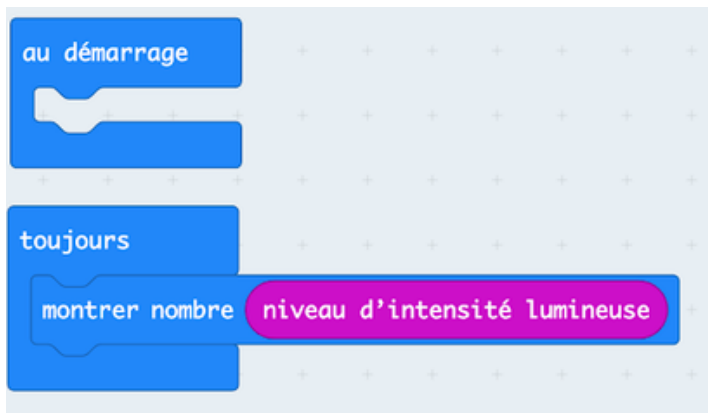 au démarrage
toujours
montrer nombre niveau d’intensité lumineuse